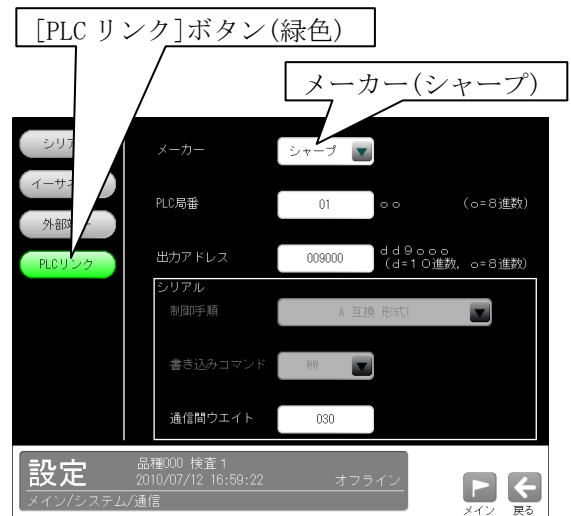 [PLC リンク]ボタン(緑色)
メーカー(シャープ)
シリア
メーカー
シャープ
イーサ
PLC局番
01
oo
(o=8進数)
外部
PLCリンク
出力アドレス
009000
dd9ooo
(d=10進数, o=8進数)
シリアル
制御手順
A 互換 形式1
書き込みコマンド
WW
通信間ウエイト
030
設定
品種000 検査1
2010/07/12 16:59:22
オフライン
メイン/システム/通信
メイン
戻る